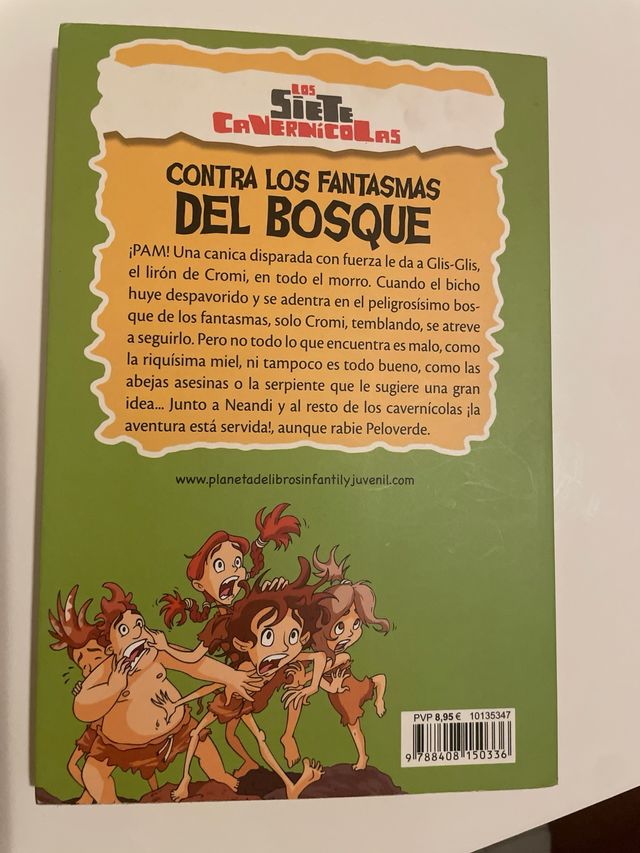 LOS
SIETE
CAVERNÍCOLAS
CONTRA LOS FANTASMAS
DEL BOSQUE
¡PAM! Una canica disparada con fuerza le da a Glis-Glis,
el lirón de Cromi, en todo el morro. Cuando el bicho
huye despavorido y se adentra en el peligrosísimo bos-
que de los fantasmas, solo Cromi, temblando, se atreve
a seguirlo. Pero no todo lo que encuentra es malo, como
la riquísima miel, ni tampoco es todo bueno, como las
abejas asesinas o la serpiente que le sugiere una gran
idea... Junto a Neandi y al resto de los cavernícolas ¡la
aventura está servida!, aunque rabie Peloverde.
www.planetadelibrosinfantilyjuvenil.com
PVP 8,95 € 10135347
9 788408 150336